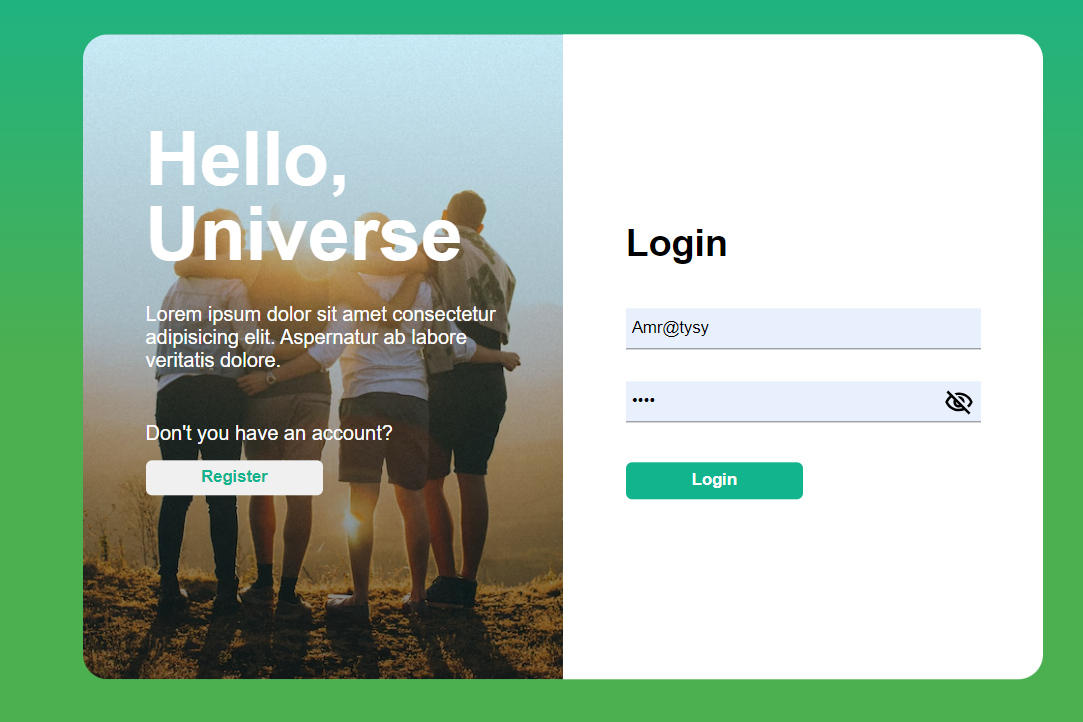 Hello,
Universe
Lorem ipsum dolor sit amet consectetur
adipisicing elit. Aspernatur ab labore
veritatis dolore.
Don't you have an account?
Register
Login
Amr@tysy
••••
Login